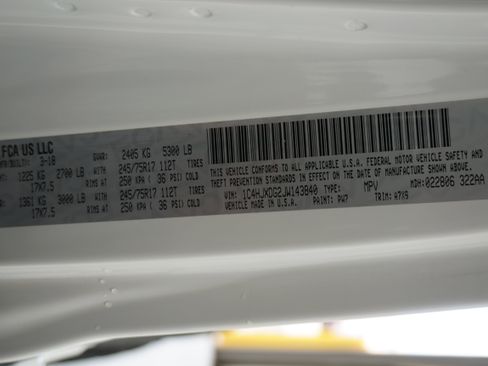 FCA US LLC
3-18
GVWR: 2405 KG 5300 LB
1225 KG 2700 LB WITH 245/75R17 112T TIRES
17X7.5 RIMS AT 250 KPA ( 36 PSI) COLD
1361 KG 3000 LB WITH 245/75R17 112T TIRES
17X7.5 RIMS AT 250 KPA ( 36 PSI) COLD
THIS VEHICLE CONFORMS TO ALL APPLICABLE U.S.A. FEDERAL MOTOR VEHICLE SAFETY AND
THEFT PREVENTION STANDARDS IN EFFECT ON THE DATE OF MANUFACTURE SHOWN ABOVE.
VIN: 1C4HJXDG2JW143840 TYPE: MPV MDH: 022806 322AA
VEHICLE MADE IN U.S.A. PAINT: PW7 TRIM: A7X9